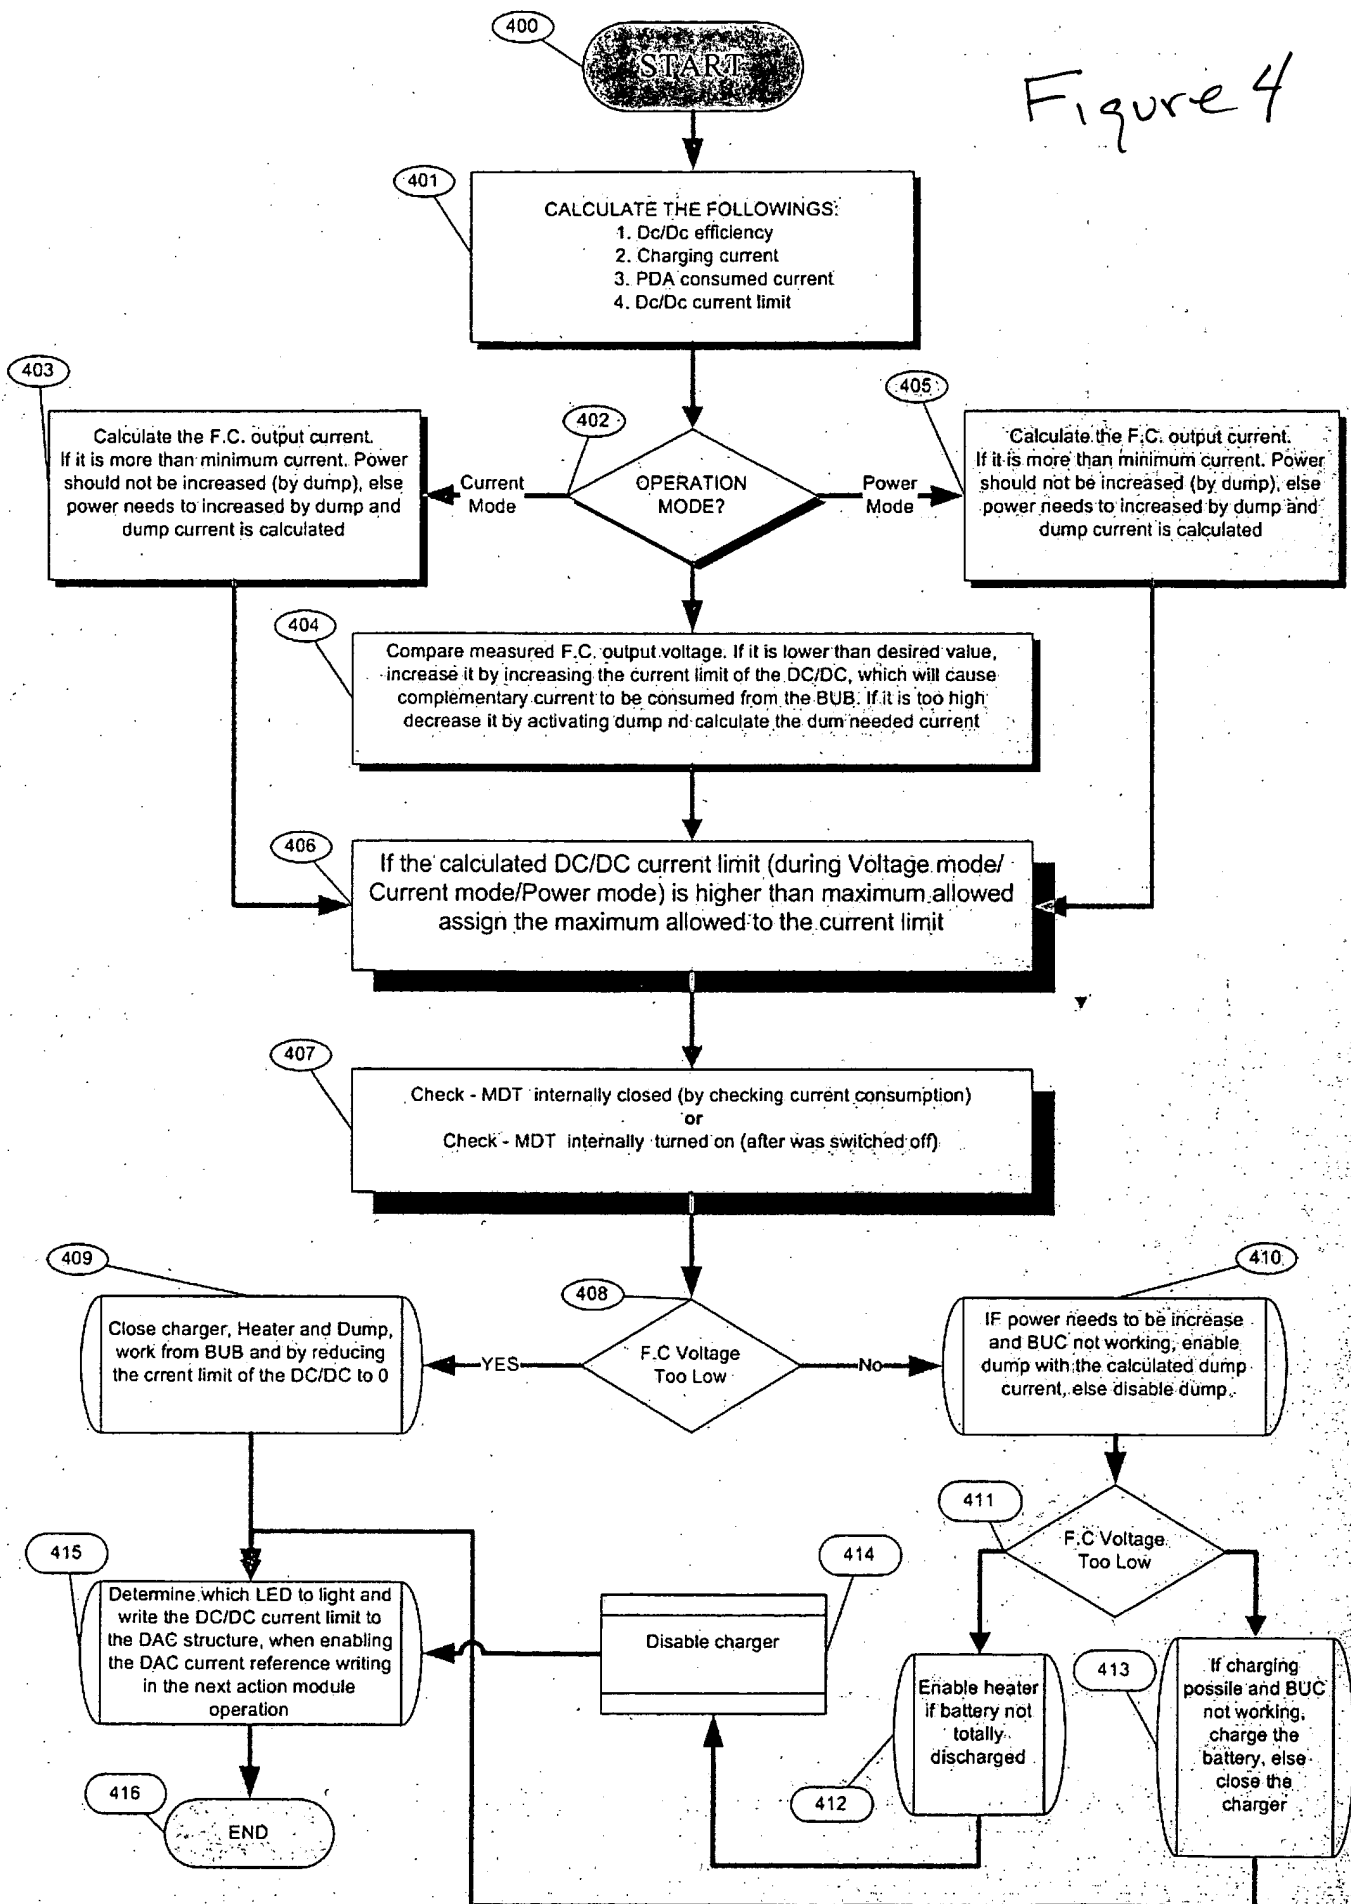 400
START
Figure 4
401
CALCULATE THE FOLLOWINGS:
1. Dc/Dc efficiency
2. Charging current
3. PDA consumed current
4. Dc/Dc current limit
403
Calculate the F.C. output current.
If it is more than minimum current. Power
should not be increased (by dump), else
power needs to increased by dump and
dump current is calculated
Current
Mode
402
OPERATION
MODE?
Power
Mode
405
Calculate the F.C. output current.
If it is more than minimum current. Power
should not be increased (by dump), else
power needs to increased by dump and
dump current is calculated
404
Compare measured F.C. output voltage. If it is lower than desired value,
increase it by increasing the current limit of the DC/DC, which will cause
complementary current to be consumed from the BUB. If it is too high
decrease it by activating dump nd calculate the dum needed current
406
If the calculated DC/DC current limit (during Voltage mode/
Current mode/Power mode) is higher than maximum allowed
assign the maximum allowed to the current limit
407
Check - MDT internally closed (by checking current consumption)
or
Check - MDT internally turned on (after was switched off)
409
Close charger, Heater and Dump,
work from BUB and by reducing
the crrent limit of the DC/DC to 0
YES
408
F.C Voltage
Too Low
No
410
IF power needs to be increase
and BUC not working, enable
dump with the calculated dump
current, else disable dump.
411
F.C Voltage
Too Low
415
Determine which LED to light and
write the DC/DC current limit to
the DAC structure, when enabling
the DAC current reference writing
in the next action module
operation
414
Disable charger
412
Enable heater
if battery not
totally
discharged
413
If charging
possile and BUC
not working,
charge the
battery, else
close the
charger
416
END